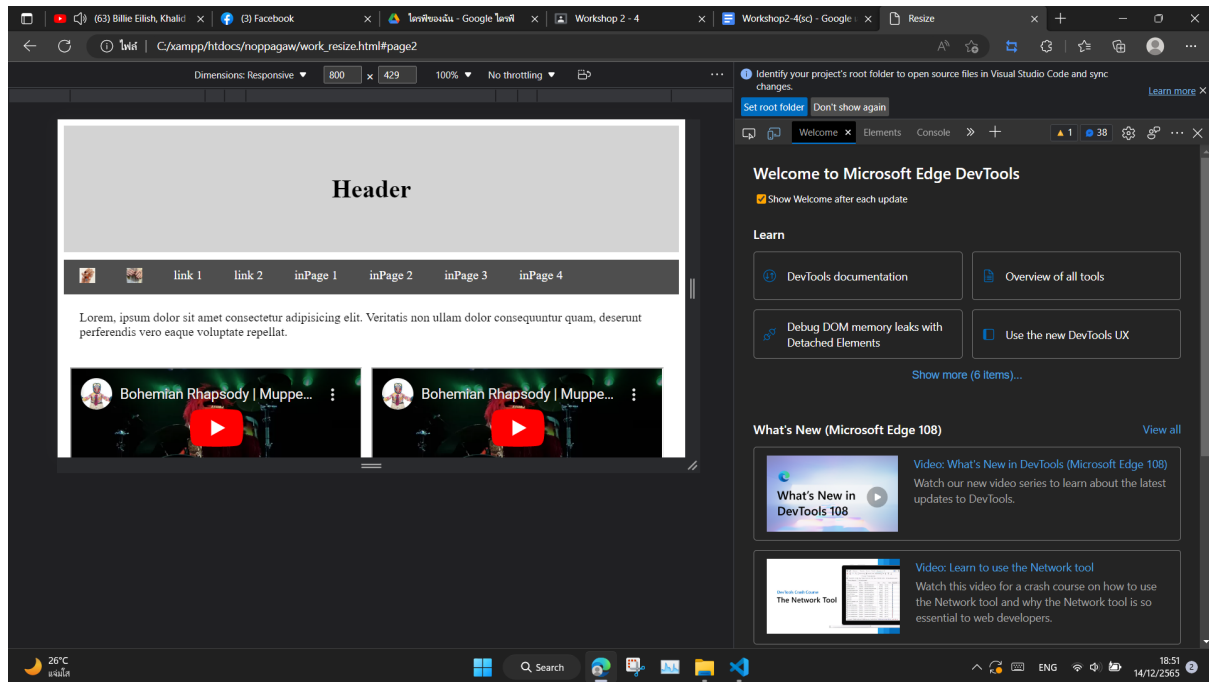 (63) Billie Eilish, Khalid
(3) Facebook
ไดรฟ์ของฉัน - Google ไดรฟ์
Workshop 2 - 4
Workshop2-4(sc) - Google
Resize
ไฟล์
C:/xampp/htdocs/noppagaw/work_resize.html#page2
Dimensions: Responsive
800
x
429
100%
No throttling
Identify your project's root folder to open source files in Visual Studio Code and sync
changes.
Learn more
Set root folder
Don't show again
Welcome
Elements
Console
1
38
Header
link 1
link 2
inPage 1
inPage 2
inPage 3
inPage 4
Lorem, ipsum dolor sit amet consectetur adipisicing elit. Veritatis non ullam dolor consequuntur quam, deserunt
perferendis vero eaque voluptate repellat.
Bohemian Rhapsody | Muppe...
Bohemian Rhapsody | Muppe...
Welcome to Microsoft Edge DevTools
Show Welcome after each update
Learn
DevTools documentation
Overview of all tools
Debug DOM memory leaks with
Detached Elements
Use the new DevTools UX
Show more (6 items)...
What's New (Microsoft Edge 108)
View all
What's New in
DevTools 108
Video: What's New in DevTools (Microsoft Edge 108)
Watch our new video series to learn about the latest
updates to DevTools.
DevTools Crash Course
The Network Tool
Video: Learn to use the Network tool
Watch this video for a crash course on how to use
the Network tool and why the Network tool is so
essential to web developers.
26°C
แจ่มใส
Search
ENG
18:51
14/12/2565
2